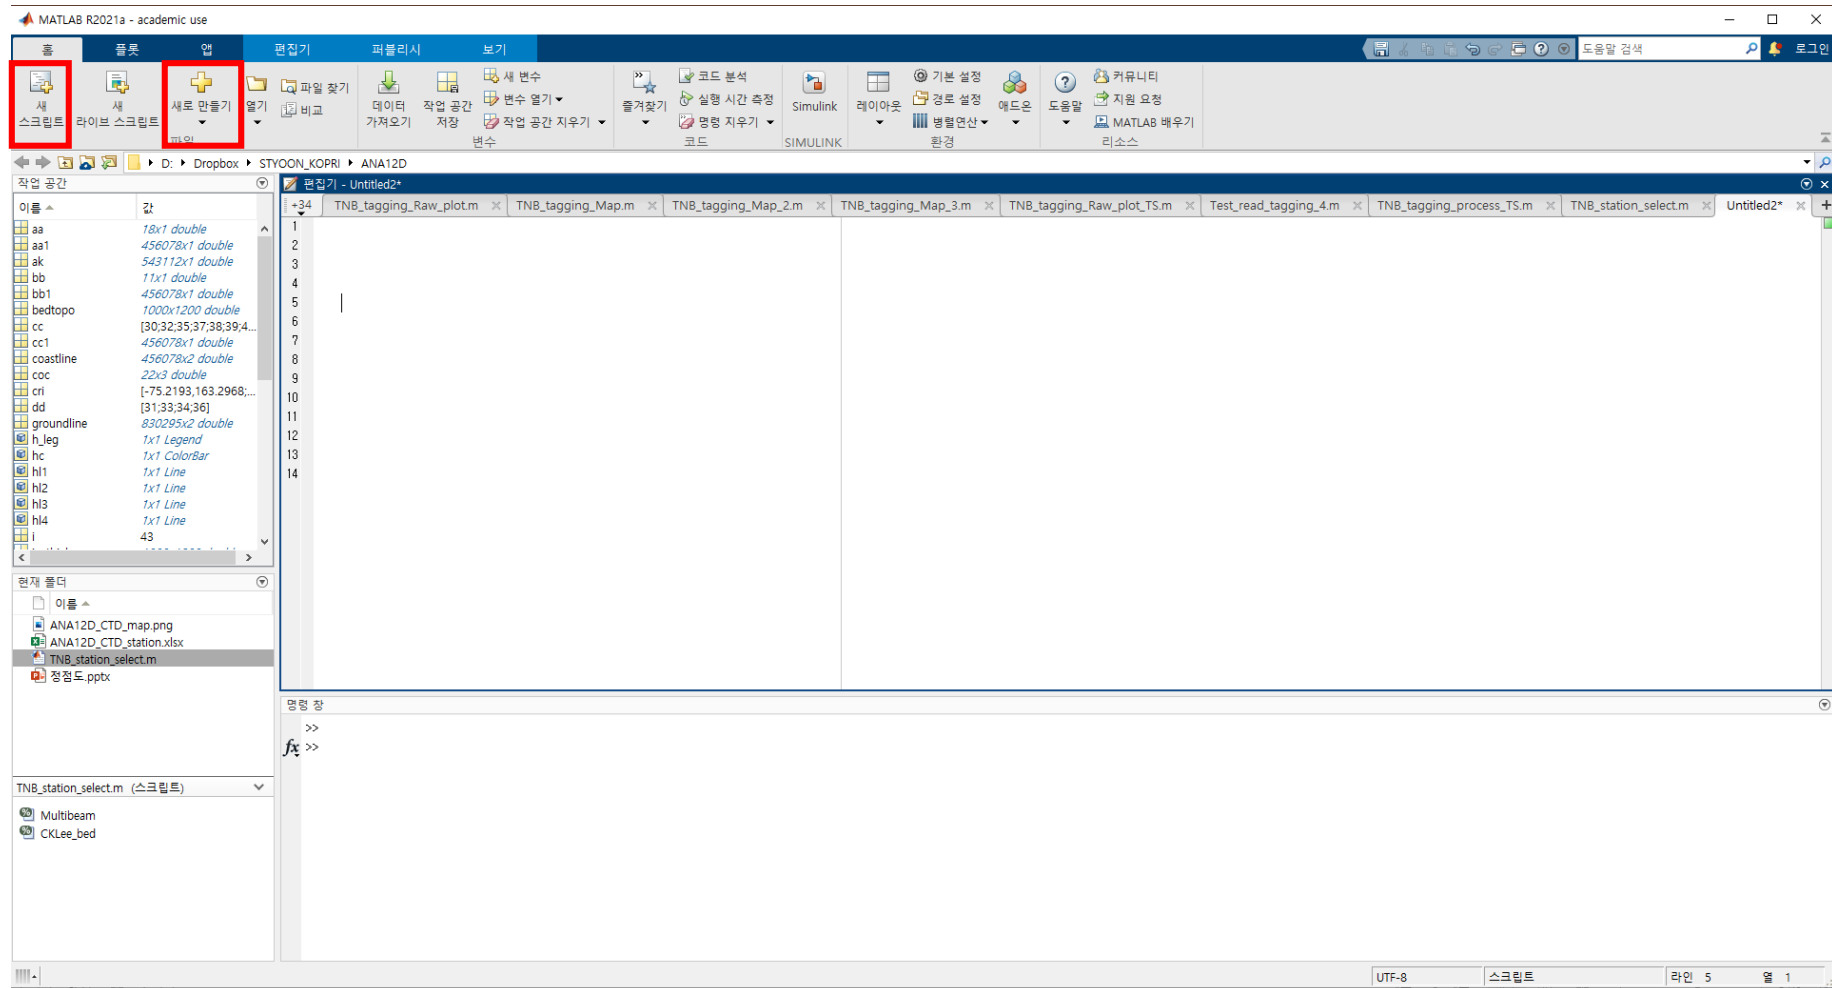 MATLAB R2021a - academic use
홈 플롯 앱 편집기 퍼블리시 보기 도움말 검색 로그인
새 스크립트
새 라이브 스크립트
새로 만들기
열기
파일 찾기
비교
파일
데이터 가져오기
작업 공간 저장
새 변수
변수 열기
작업 공간 지우기
변수
즐겨찾기
코드 분석
실행 시간 측정
명령 지우기
코드
Simulink
SIMULINK
레이아웃
기본 설정
경로 설정
병렬연산
애드온
환경
도움말
커뮤니티
지원 요청
MATLAB 배우기
리소스
D: Dropbox STYOON_KOPRI ANA12D
작업 공간
이름 값
aa 18x1 double
aa1 456078x1 double
ak 543112x1 double
bb 11x1 double
bb1 456078x1 double
bedtopo 1000x1200 double
cc [30;32;35;37;38;39;4...
cc1 456078x1 double
coastline 456078x2 double
coc 22x3 double
cri [-75.2193,163.2968;...
dd [31;33;34;36]
groundline 830295x2 double
h_leg 1x1 Legend
hc 1x1 ColorBar
hl1 1x1 Line
hl2 1x1 Line
hl3 1x1 Line
hl4 1x1 Line
i 43
현재 폴더
이름
ANA12D_CTD_map.png
ANA12D_CTD_station.xlsx
TNB_station_select.m
정점도.pptx
TNB_station_select.m (스크립트)
Multibeam
CKLee_bed
편집기 - Untitled2*
+34 TNB_tagging_Raw_plot.m TNB_tagging_Map.m TNB_tagging_Map_2.m TNB_tagging_Map_3.m TNB_tagging_Raw_plot_TS.m Test_read_tagging_4.m TNB_tagging_process_TS.m TNB_station_select.m Untitled2*
1
2
3
4
5
6
7
8
9
10
11
12
13
14
명령 창
>>
fx >>
UTF-8 스크립트 라인 5 열 1